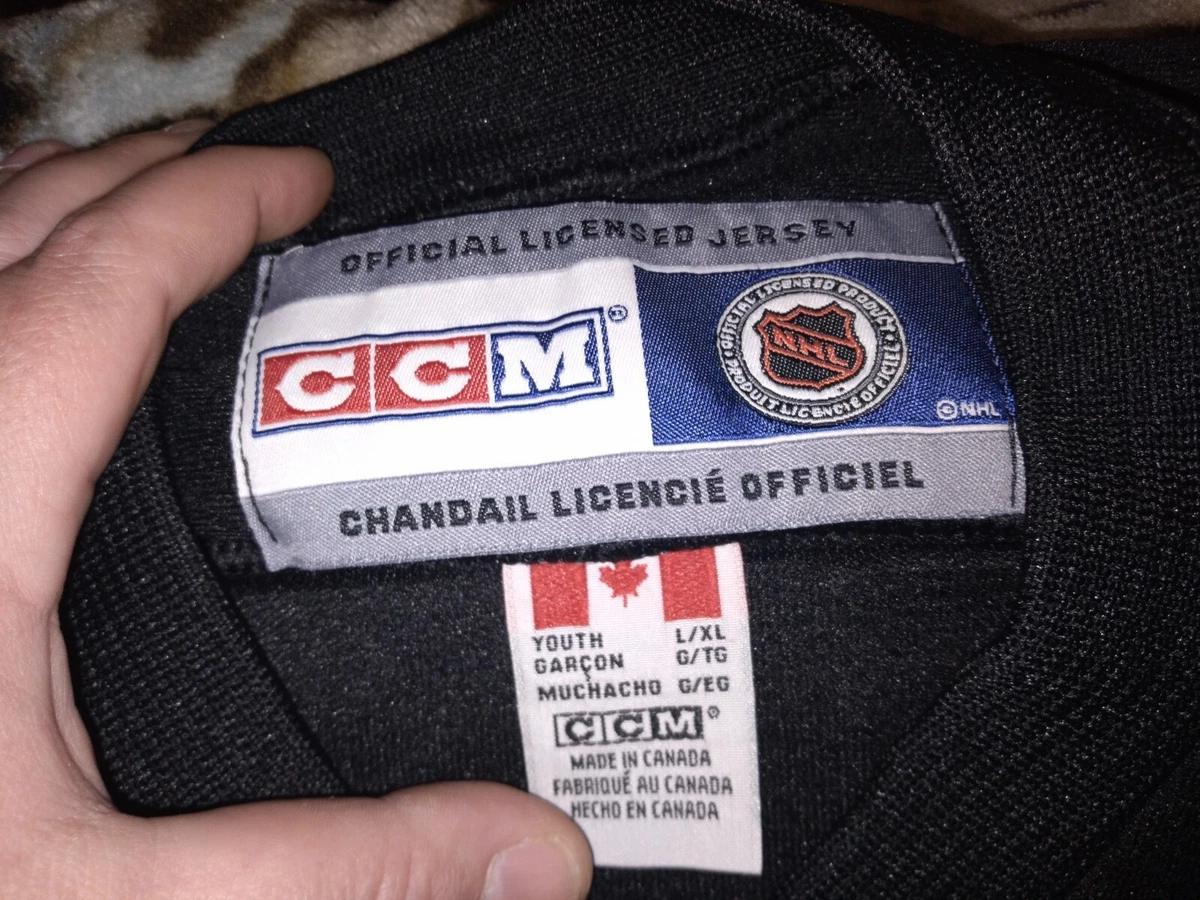 OFFICIAL LICENSED JERSEY
CCM®
OFFICIAL LICENSED PRODUCT
NHL
PRODUIT LICENCIÉ OFFICIEL
©NHL
CHANDAIL LICENCIÉ OFFICIEL
YOUTH L/XL
GARÇON G/TG
MUCHACHO G/EG
CCM®
MADE IN CANADA
FABRIQUÉ AU CANADA
HECHO EN CANADA